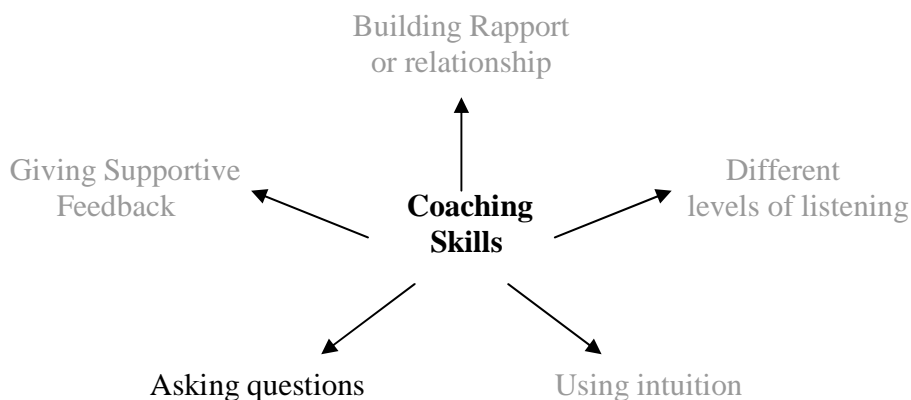 Building Rapport
or relationship
Giving Supportive
Feedback
Different
levels of listening
Coaching
Skills
Asking questions
Using intuition